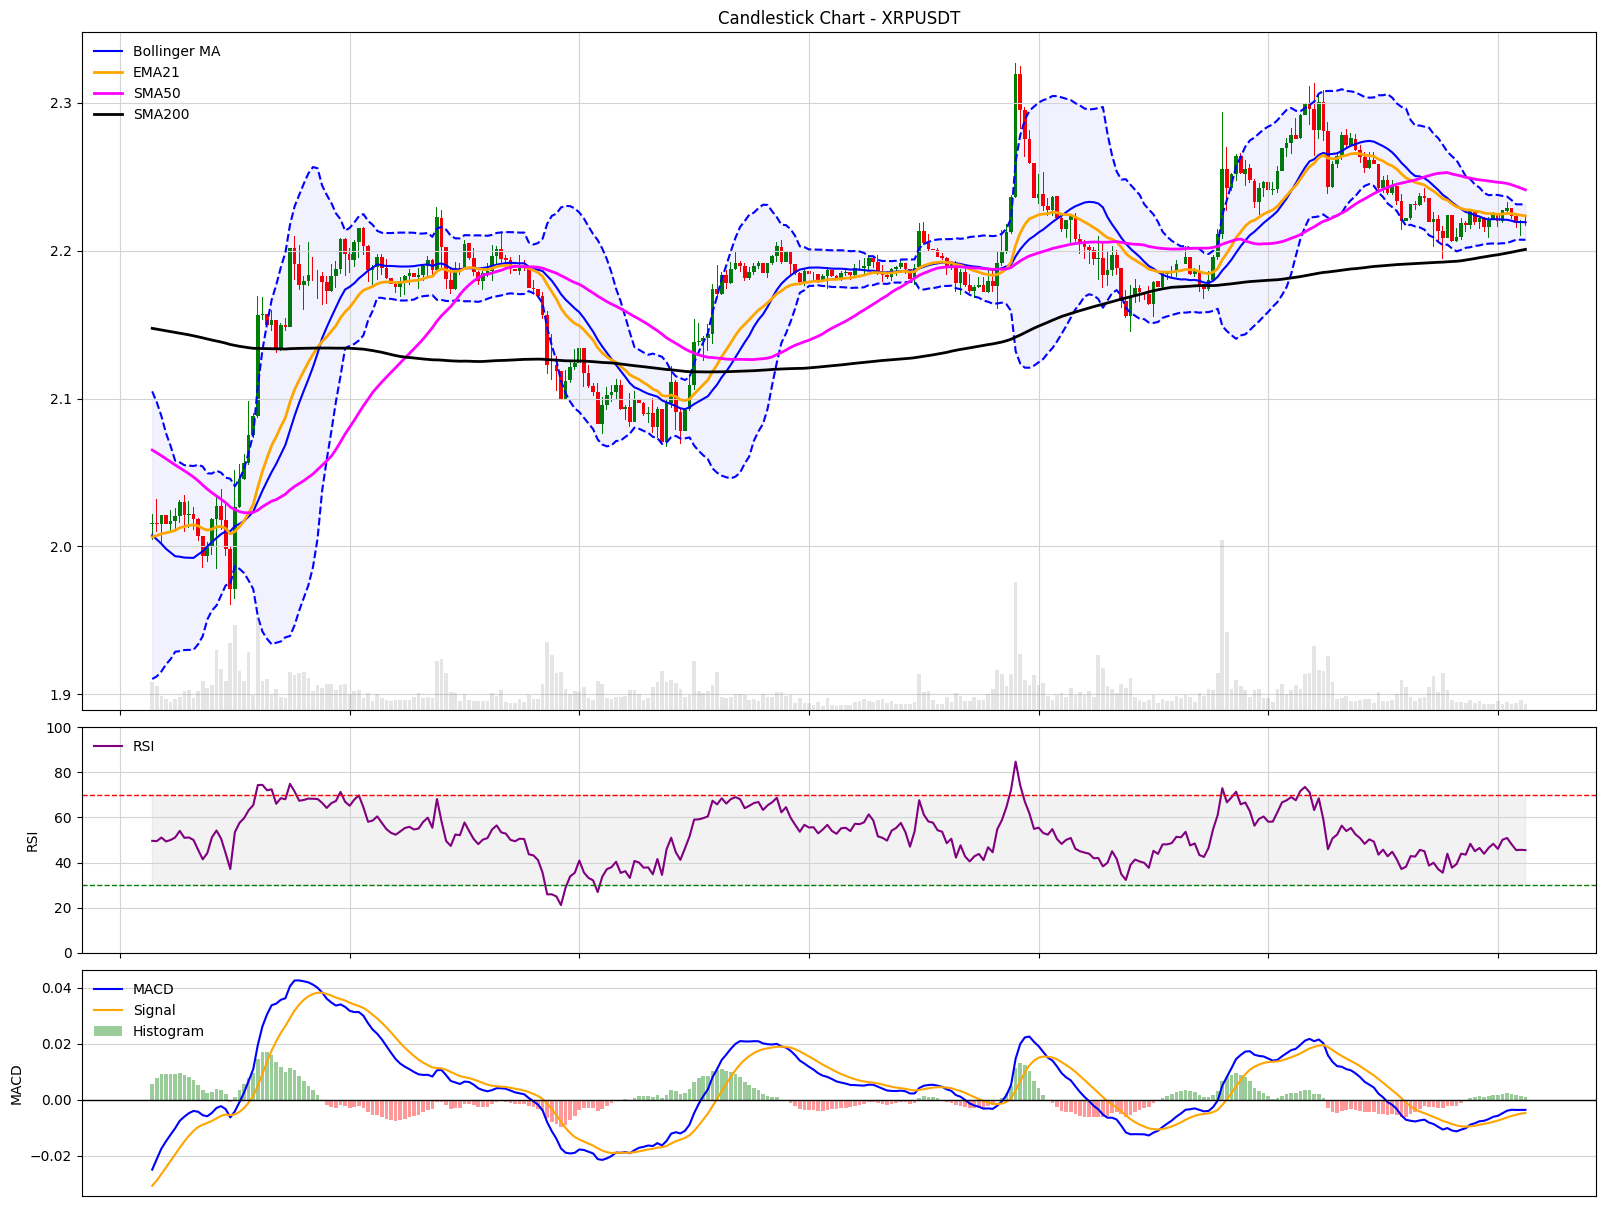 Candlestick Chart - XRPUSDT
Bollinger MA
EMA21
SMA50
SMA200
2.3
2.2
2.1
2.0
1.9
100
80
60
40
20
0
RSI
RSI
0.04
0.02
0.00
−0.02
MACD
MACD
Signal
Histogram